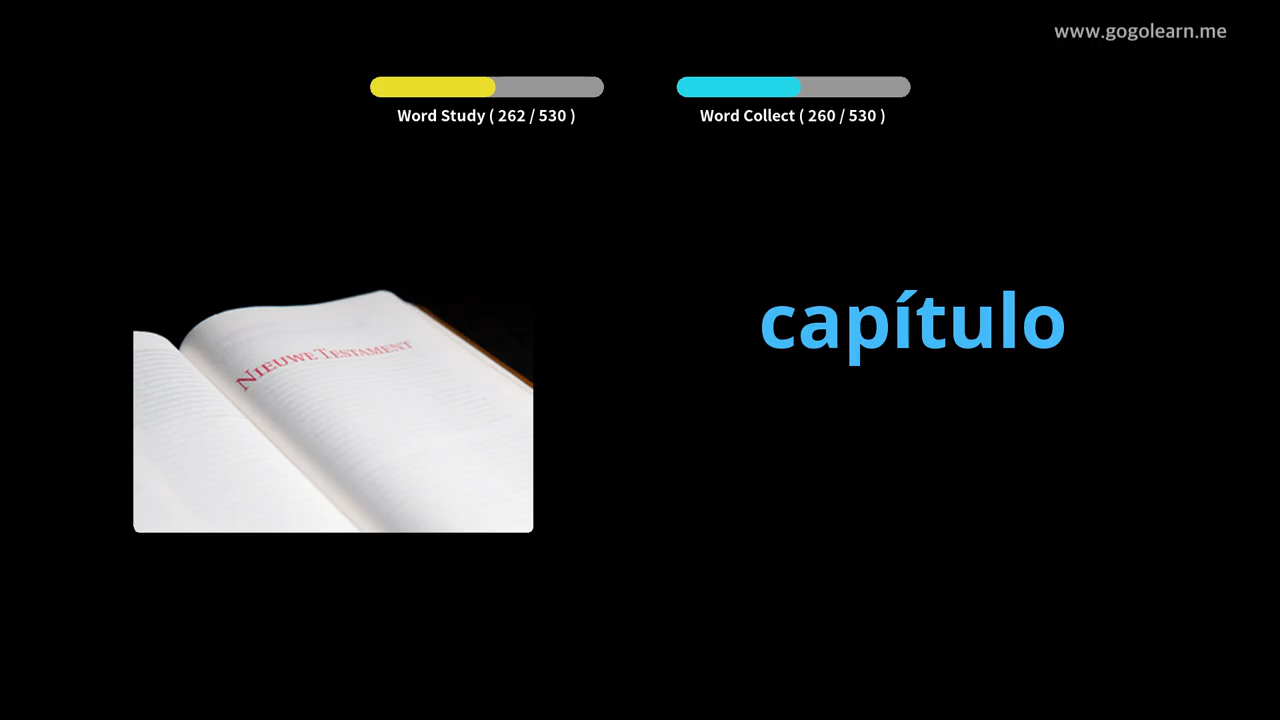 www.gogolearn.me
Word Study ( 262 / 530 )
Word Collect ( 260 / 530 )
capítulo
NIEUWE TESTAMENT